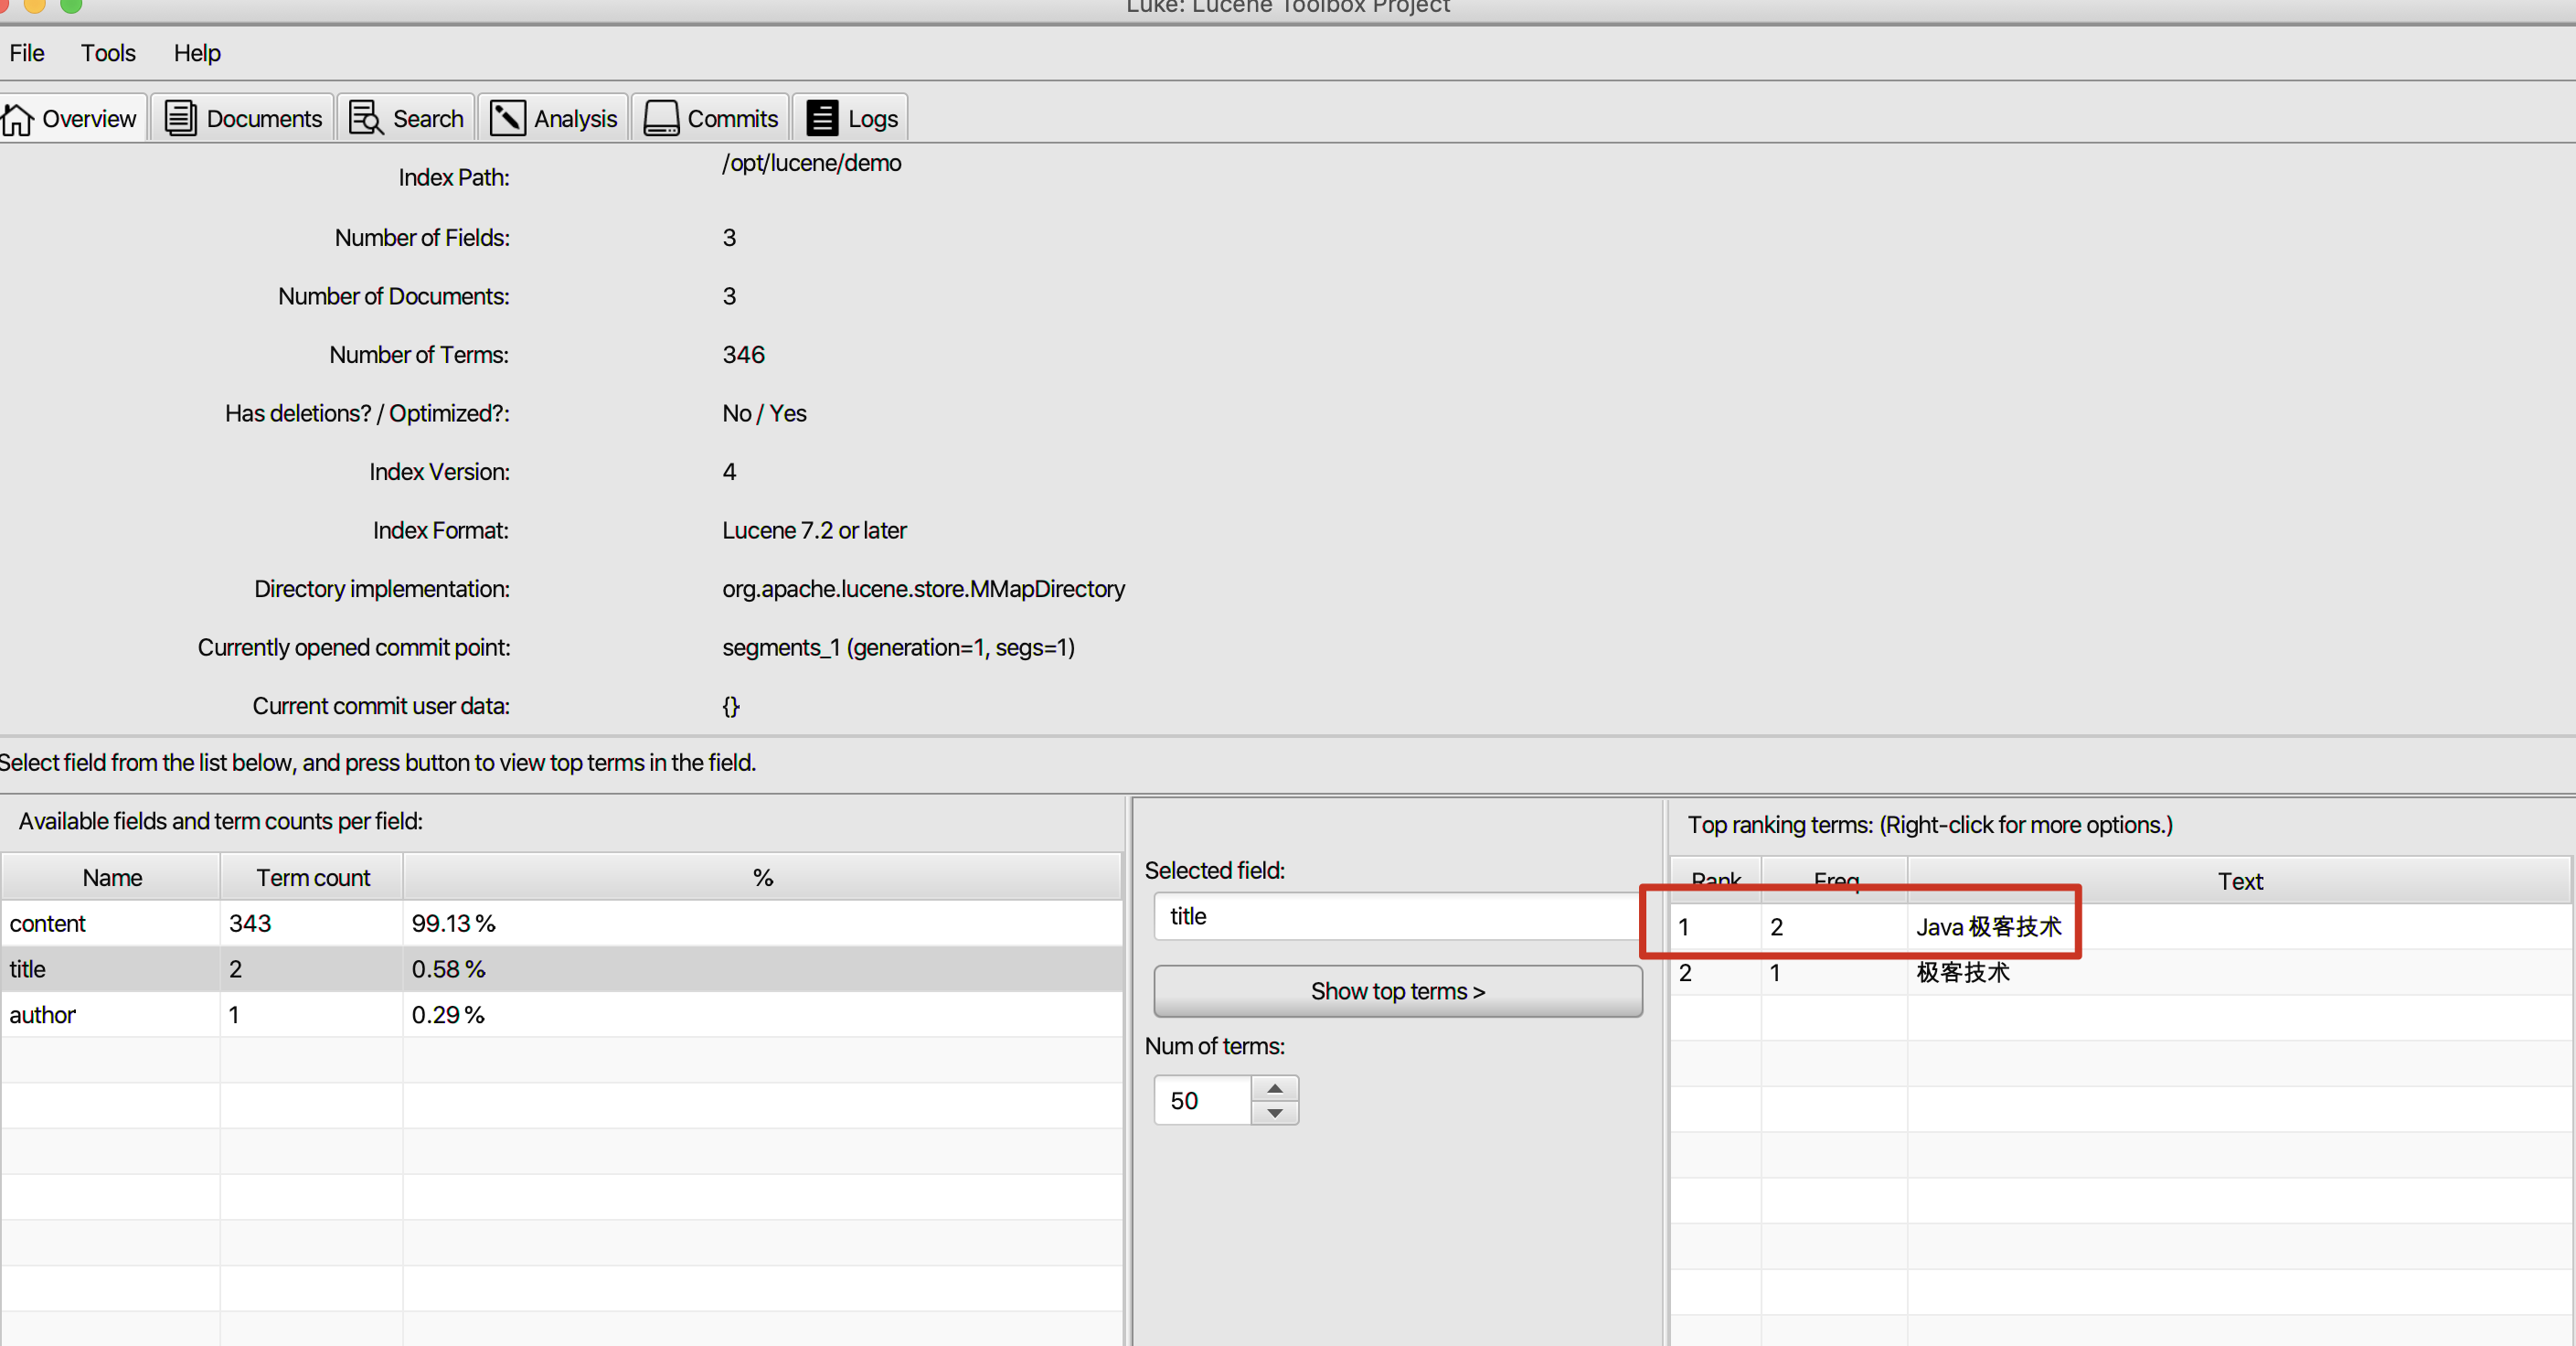 Luke: Lucene Toolbox Project
File Tools Help
Overview Documents Search Analysis Commits Logs
Index Path: /opt/lucene/demo
Number of Fields: 3
Number of Documents: 3
Number of Terms: 346
Has deletions? / Optimized?: No / Yes
Index Version: 4
Index Format: Lucene 7.2 or later
Directory implementation: org.apache.lucene.store.MMapDirectory
Currently opened commit point: segments_1 (generation=1, segs=1)
Current commit user data: {}
Select field from the list below, and press button to view top terms in the field.
Available fields and term counts per field:
Name Term count %
content 343 99.13 %
title 2 0.58 %
author 1 0.29 %
Selected field:
title
Show top terms >
Num of terms:
50
Top ranking terms: (Right-click for more options.)
Rank Freq Text
1 2 Java 极客技术
2 1 极客技术